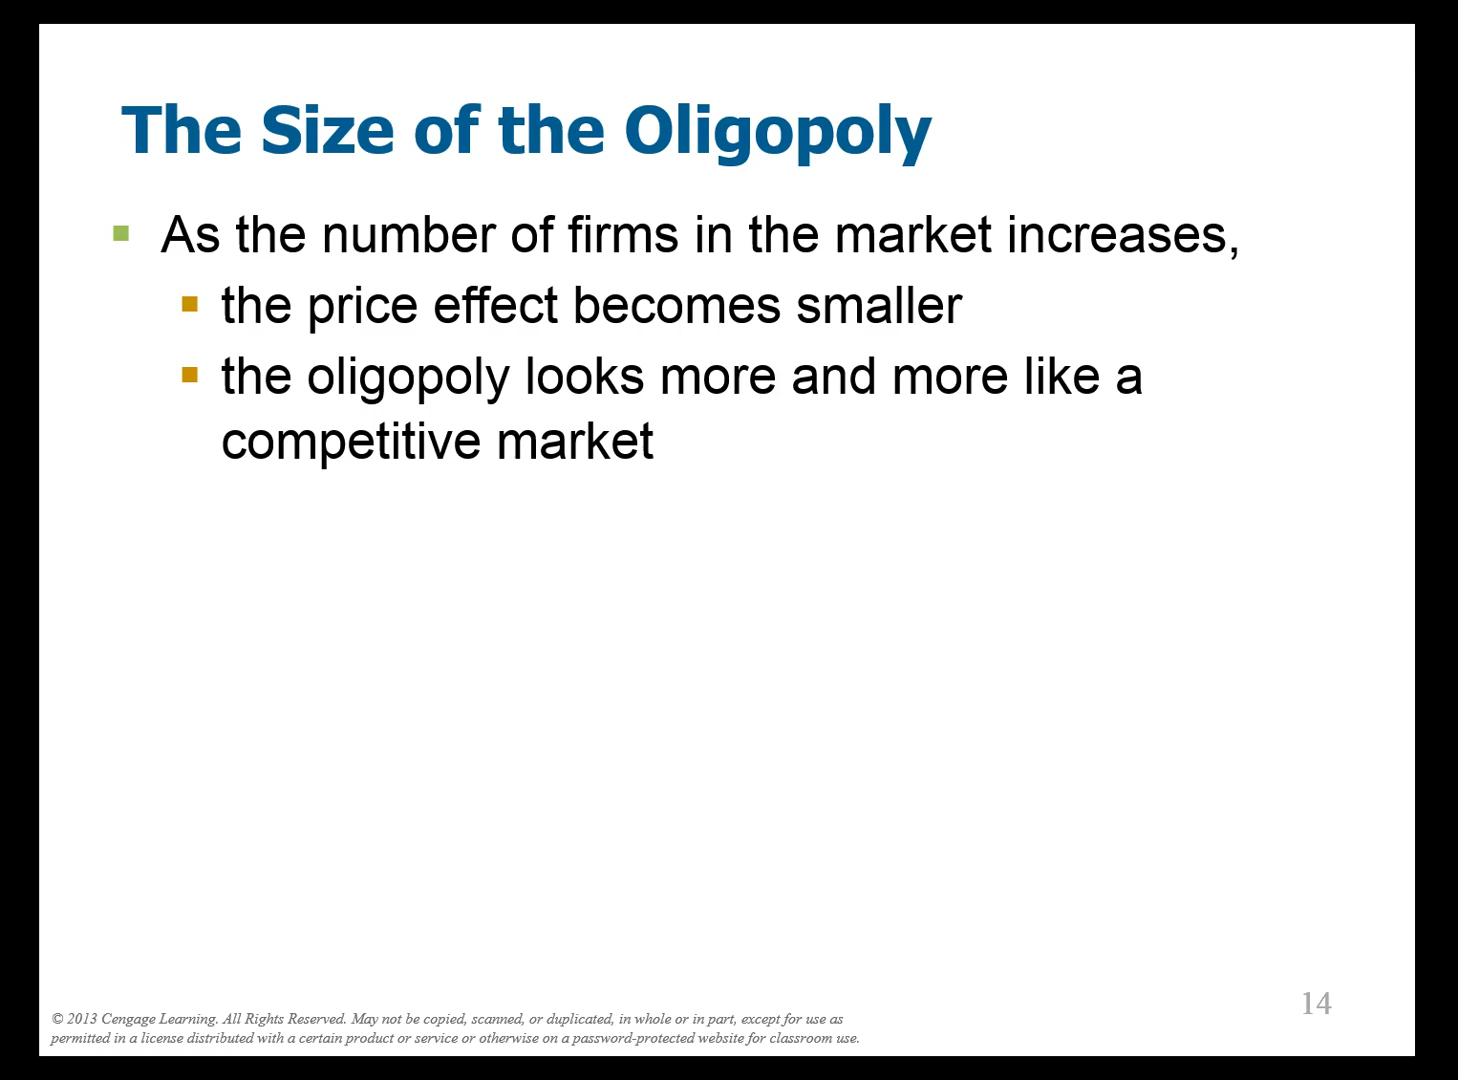 The Size of the Oligopoly
As the number of firms in the market increases,
the price effect becomes smaller
the oligopoly looks more and more like a
competitive market
14
© 2013 Cengage Learning. All Rights Reserved. May not be copied, scanned, or duplicated, in whole or in part, except for use as
permitted in a license distributed with a certain product or service or otherwise on a password-protected website for classroom use.